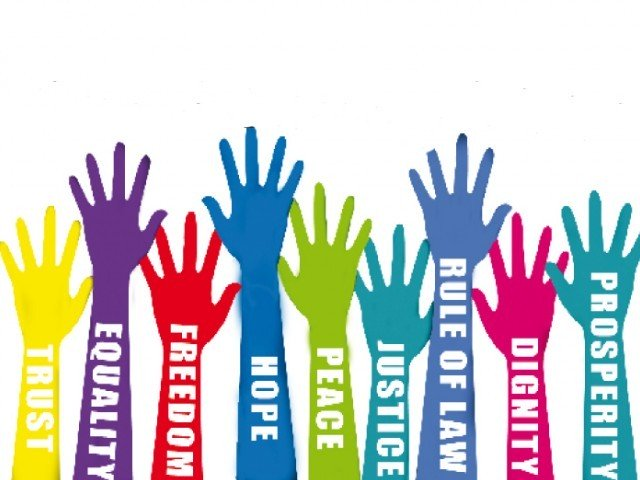 TRUST
EQUALITY
FREEDOM
HOPE
PEACE
JUSTICE
RULE OF LAW
DIGNITY
PROSPERITY